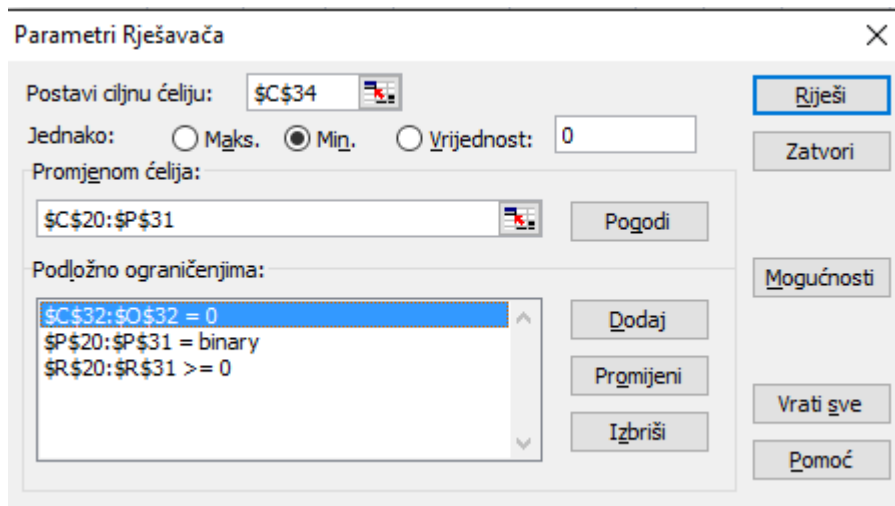 Parametri Rješavača
Postavi ciljnu ćeliju: $C$34 Riješi
Jednako: Maks. Min. Vrijednost: 0 Zatvori
Promjenom ćelija:
$C$20:$P$31 Pogodi
Podložno ograničenjima: Mogućnosti
$C$32:$O$32 = 0 Dodaj
$P$20:$P$31 = binary
$R$20:$R$31 >= 0 Promijeni
Vrati sve
Izbriši
Pomoć